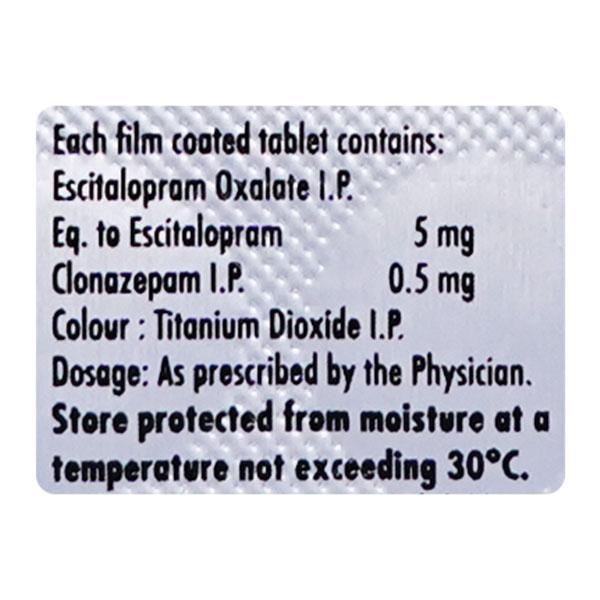 Each film coated tablet contains:
Escitalopram Oxalate I.P.
Eq. to Escitalopram 5 mg
Clonazepam I.P. 0.5 mg
Colour : Titanium Dioxide I.P.
Dosage: As prescribed by the Physician.
Store protected from moisture at a
temperature not exceeding 30°C.